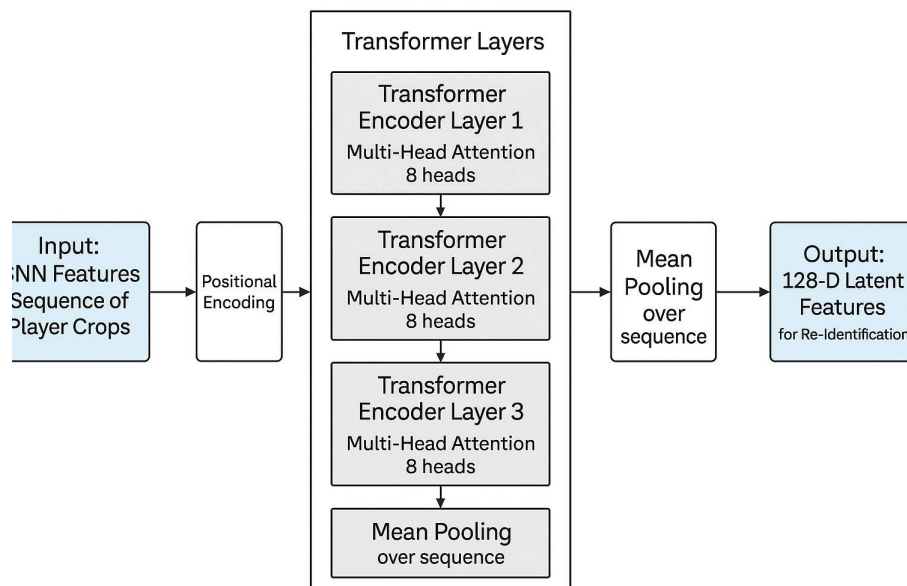 Input:
NN Features
Sequence of
Player Crops
Positional
Encoding
Transformer Layers
Transformer
Encoder Layer 1
Multi-Head Attention
8 heads
Transformer
Encoder Layer 2
Multi-Head Attention
8 heads
Transformer
Encoder Layer 3
Multi-Head Attention
8 heads
Mean Pooling
over sequence
Mean
Pooling
over
sequence
Output:
128-D Latent
Features
for Re-Identification